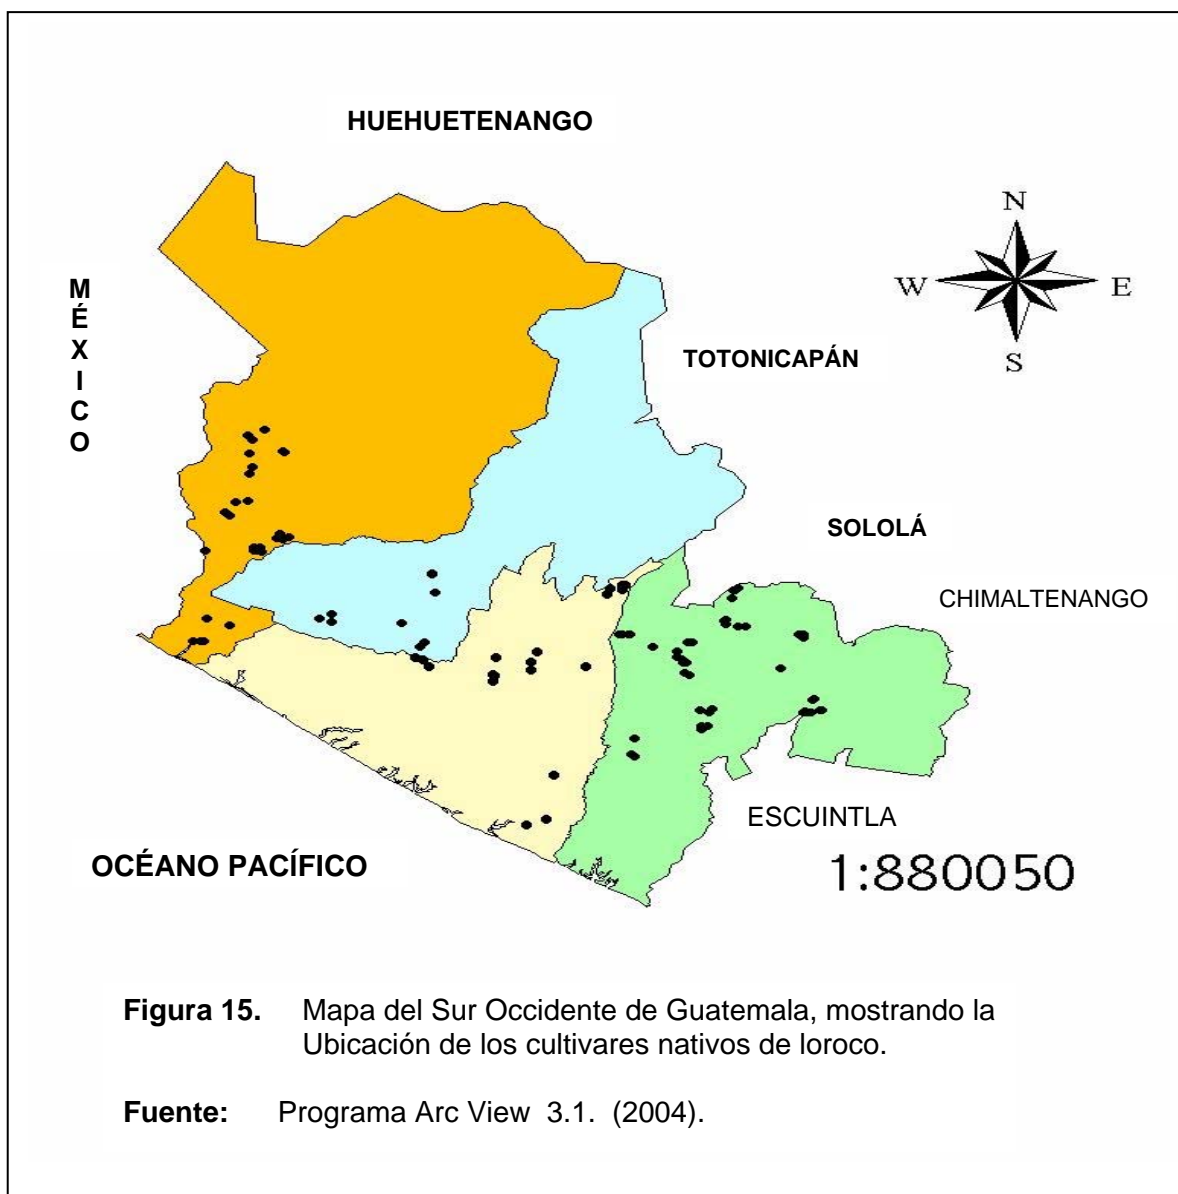 HUEHUETENANGO
N
W
E
S
MÉXICO
TOTONICAPÁN
SOLOLÁ
CHIMALTENANGO
ESCUINTLA
OCÉANO PACÍFICO
1:880050
Figura 15. Mapa del Sur Occidente de Guatemala, mostrando la
Ubicación de los cultivares nativos de loroco.
Fuente: Programa Arc View 3.1. (2004).